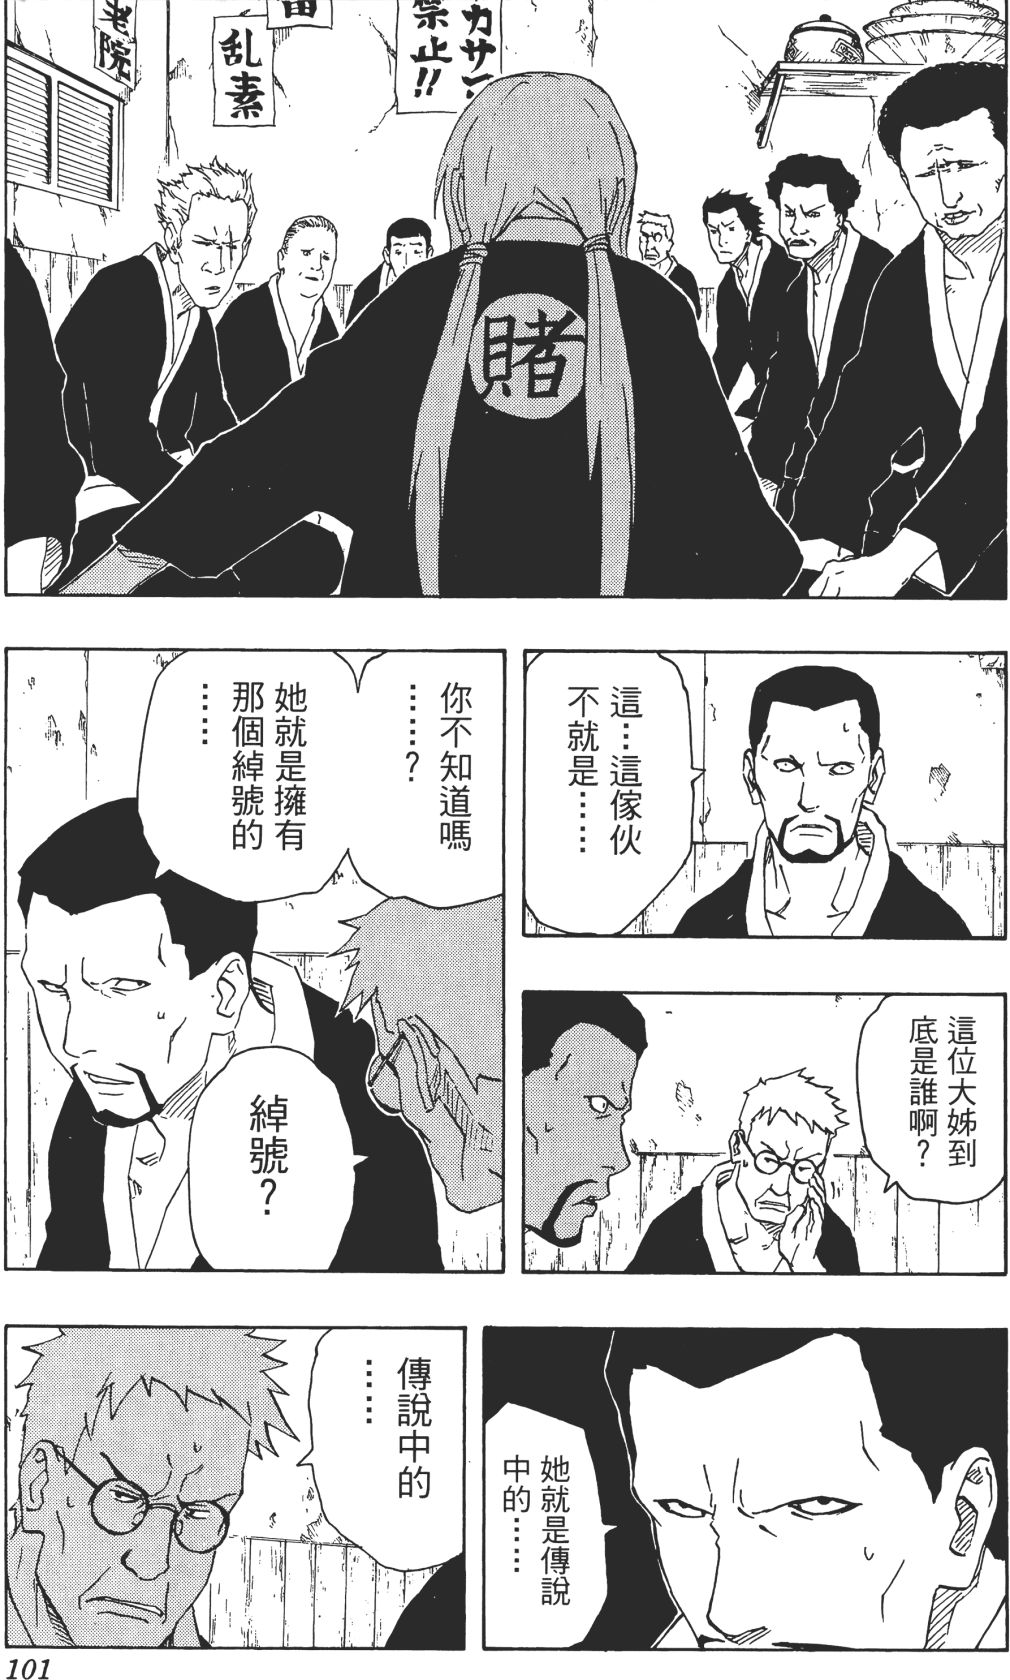 カサン
禁止!!
乱素
老院
賭
這…這傢伙
不就是……
這位大姊到
底是誰啊?
你不知道嗎
……?
她就是擁有
那個綽號的
……
綽號?
她就是傳說
中的……
傳說中的
……
101